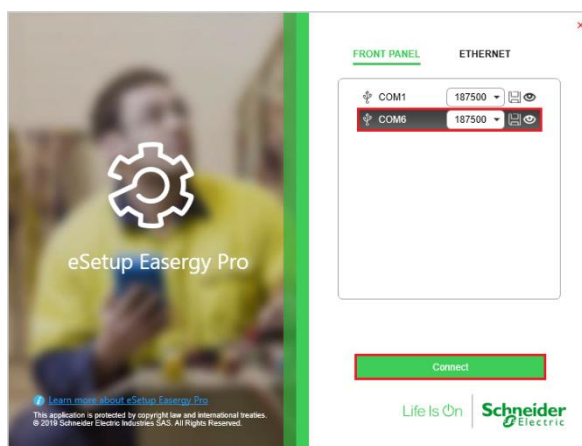 FRONT PANEL ETHERNET
COM1 187500
COM6 187500
eSetup Easergy Pro
Connect
Learn more about eSetup Easergy Pro
This application is protected by copyright law and international treaties.
© 2019 Schneider Electric Industries SAS. All Rights Reserved.
Life Is On Schneider Electric